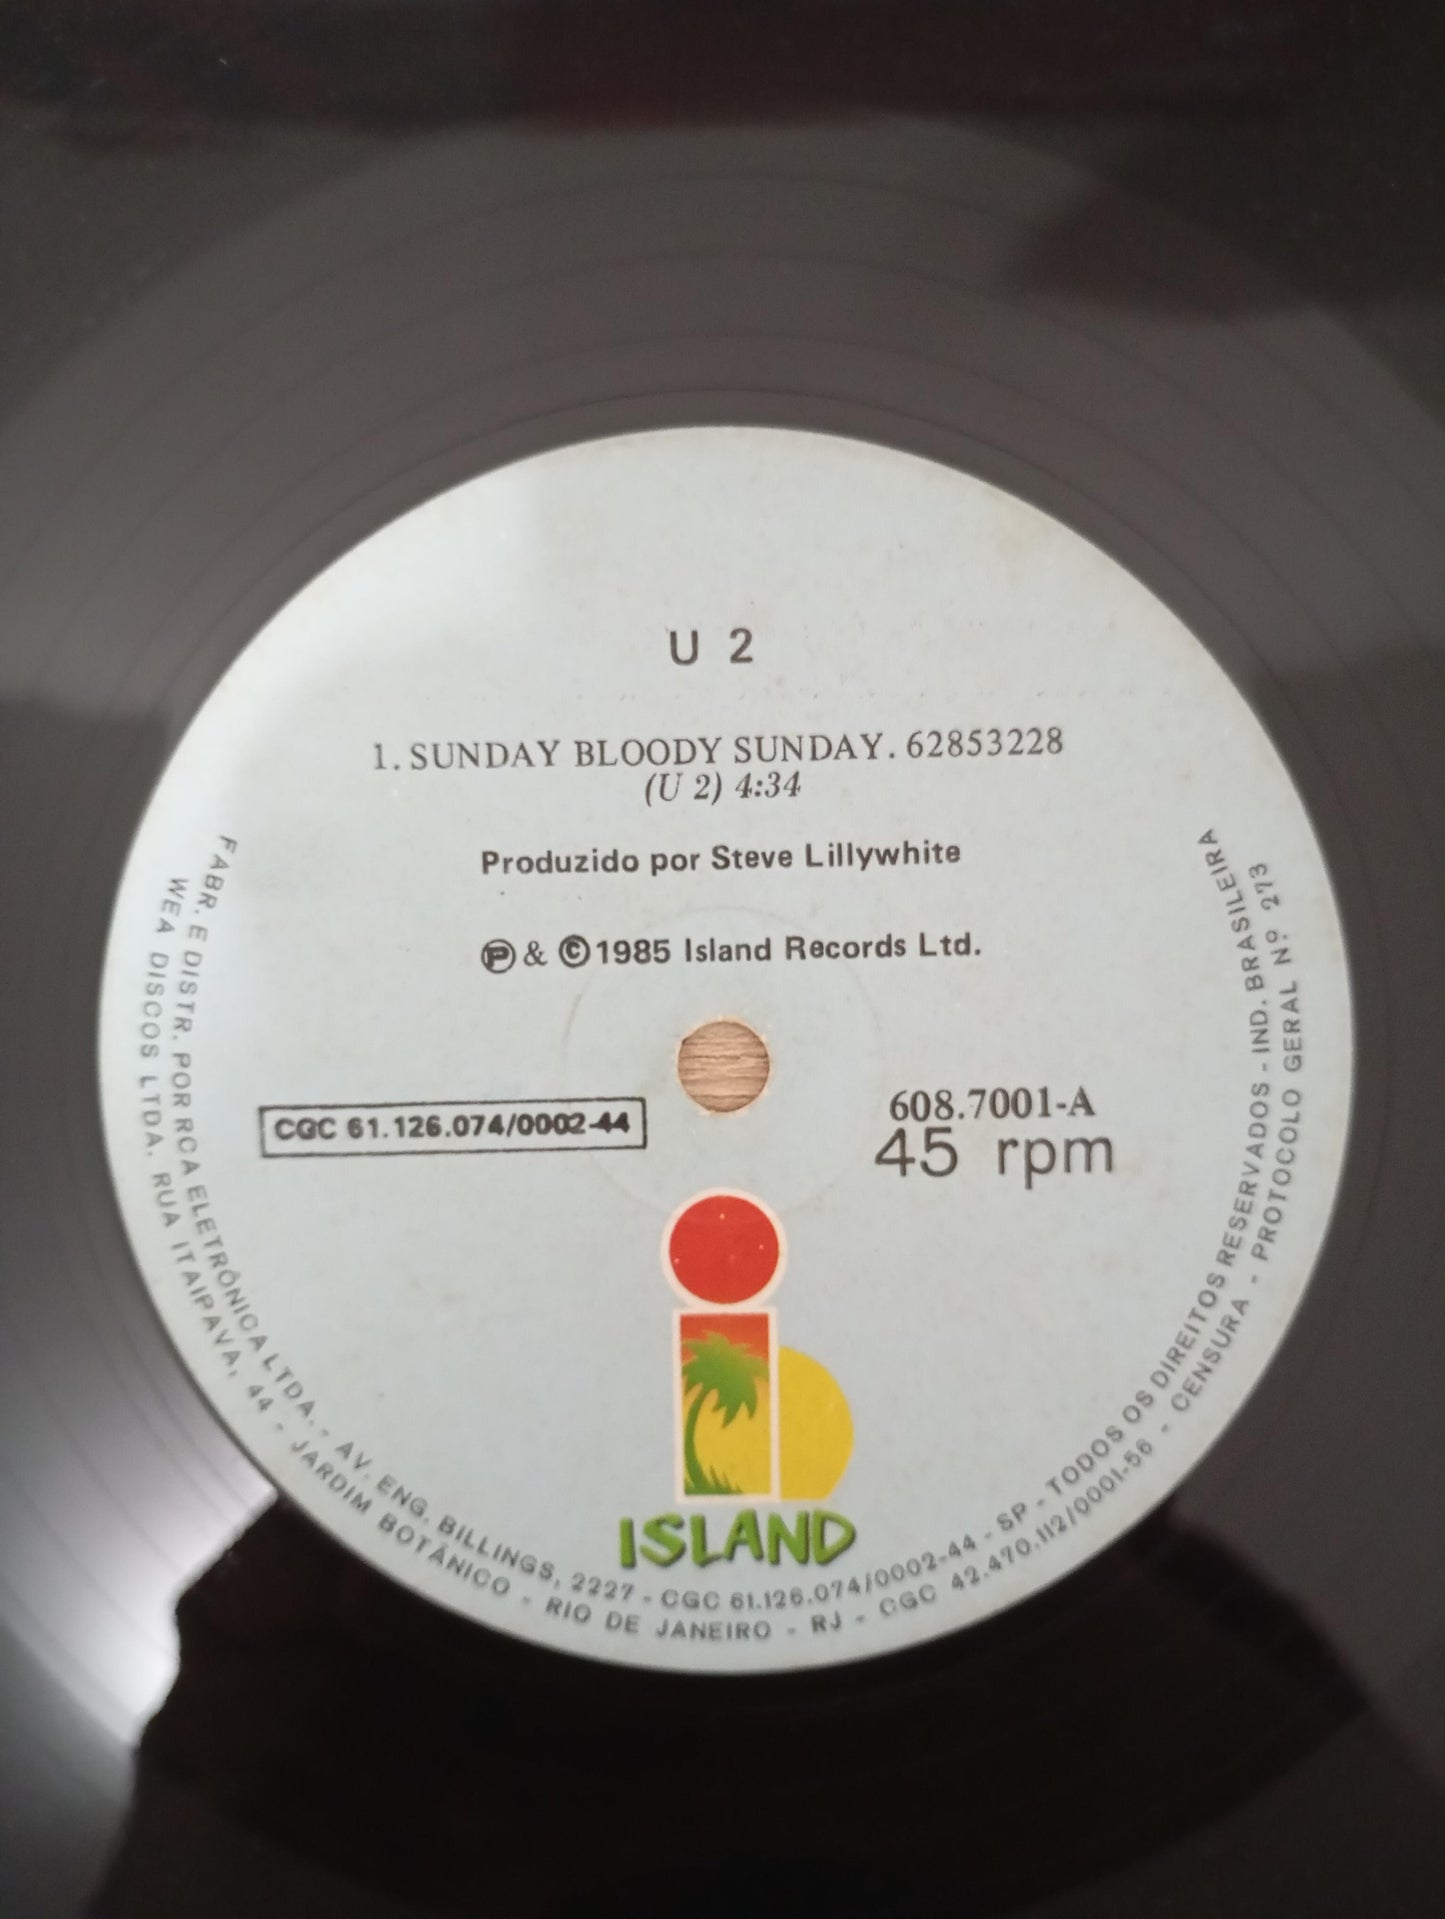 U 2
1. SUNDAY BLOODY SUNDAY. 62853228
(U 2) 4:34
Produzido por Steve Lillywhite
℗ & ©1985 Island Records Ltd.
CGC 61.126.074/0002-44
608.7001-A
45 rpm
ISLAND
FABR. E DISTR. POR RCA ELETRÔNICA LTDA. - AV. ENG. BILLINGS, 2227 - CGC 61.126.074/0002-44 - SP - TODOS OS DIREITOS RESERVADOS - IND. BRASILEIRA
WEA DISCOS LTDA. RUA ITAIPAVA, 44 - JARDIM BOTÂNICO - RIO DE JANEIRO - RJ - CGC 42.470.112/0001-56 - CENSURA - PROTOCOLO GERAL Nº 273